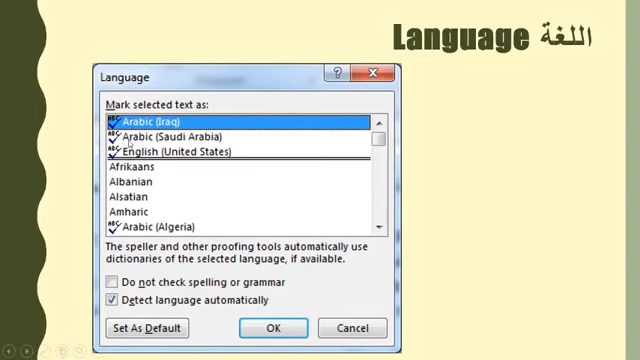 Language اللغة
Language
Mark selected text as:
Arabic (Iraq)
Arabic (Saudi Arabia)
English (United States)
Afrikaans
Albanian
Alsatian
Amharic
Arabic (Algeria)
The speller and other proofing tools automatically use
dictionaries of the selected language, if available.
Do not check spelling or grammar
Detect language automatically
Set As Default
OK
Cancel